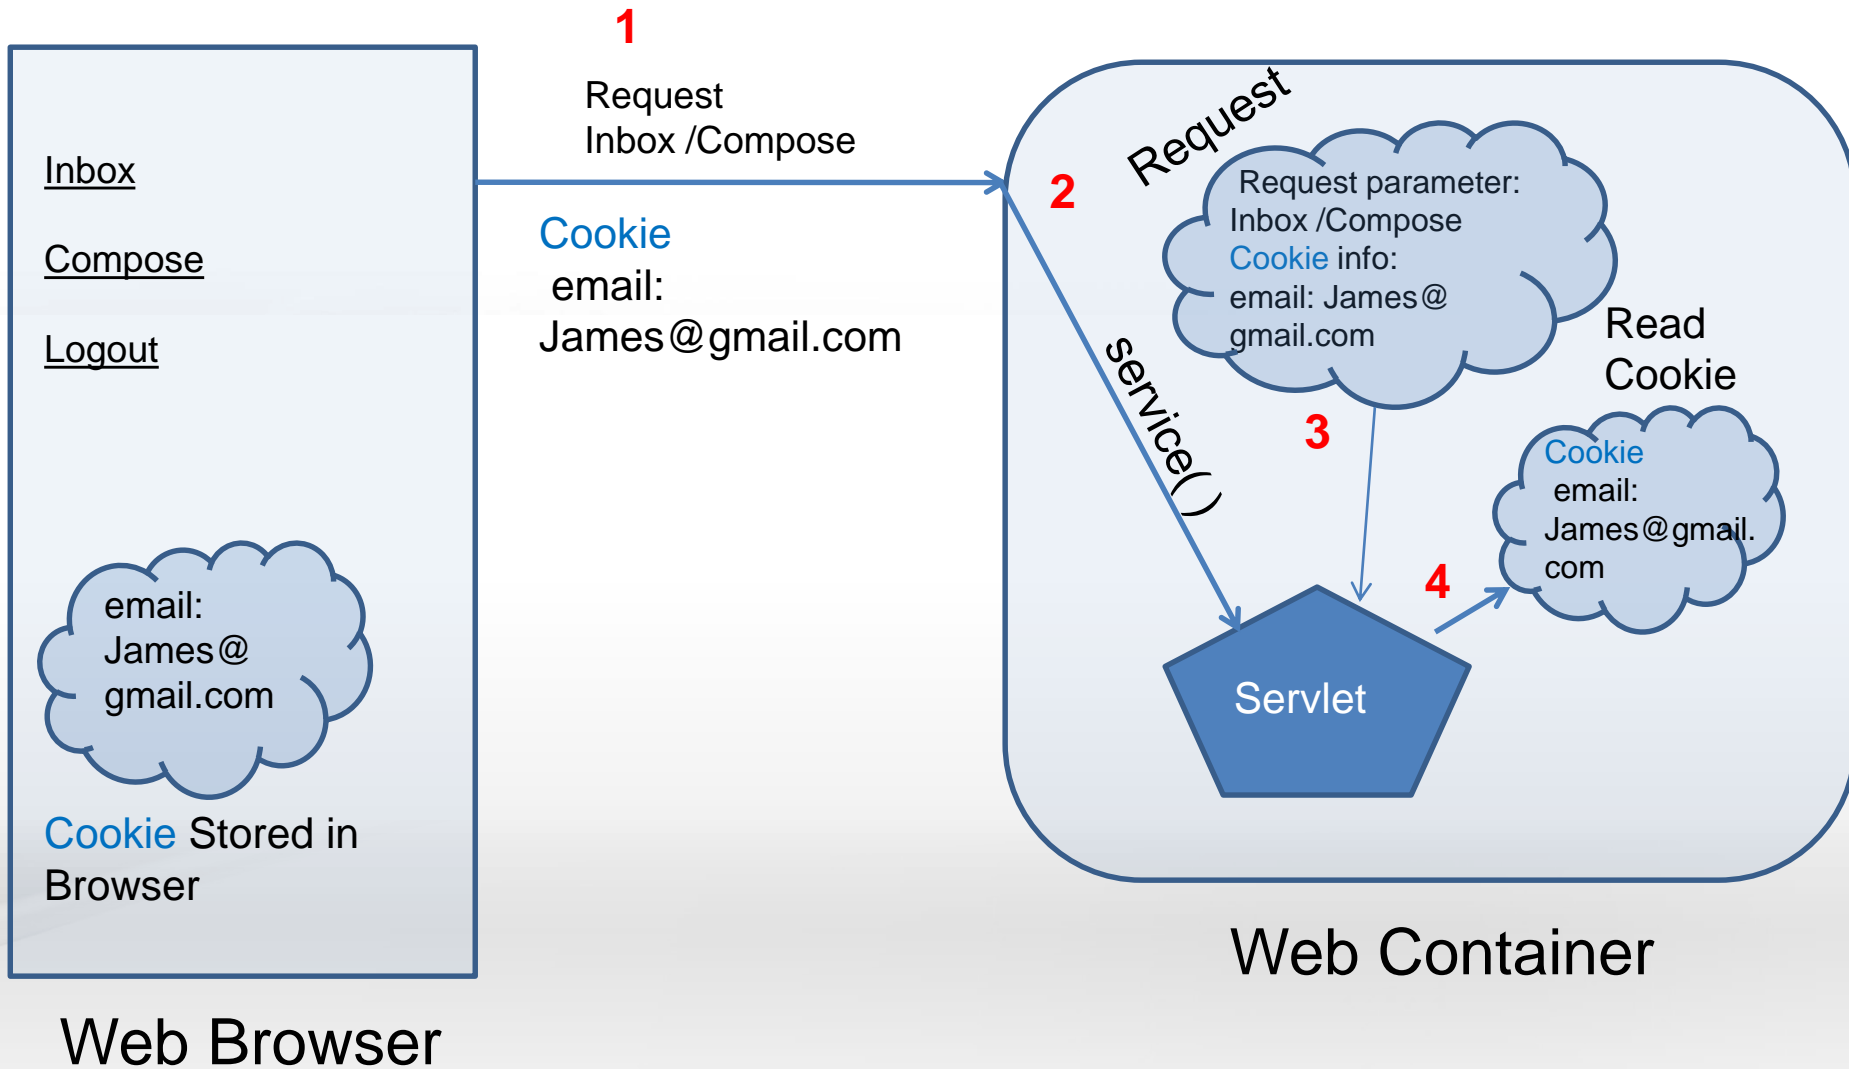 1
Request
Inbox /Compose
Cookie
email:
James@gmail.com
Inbox
Compose
Logout
email:
James@
gmail.com
Cookie Stored in
Browser
Web Browser
2
Request
Request parameter:
Inbox /Compose
Cookie info:
email: James@
gmail.com
service( )
3
Read
Cookie
Cookie
email:
James@gmail.
com
4
Servlet
Web Container